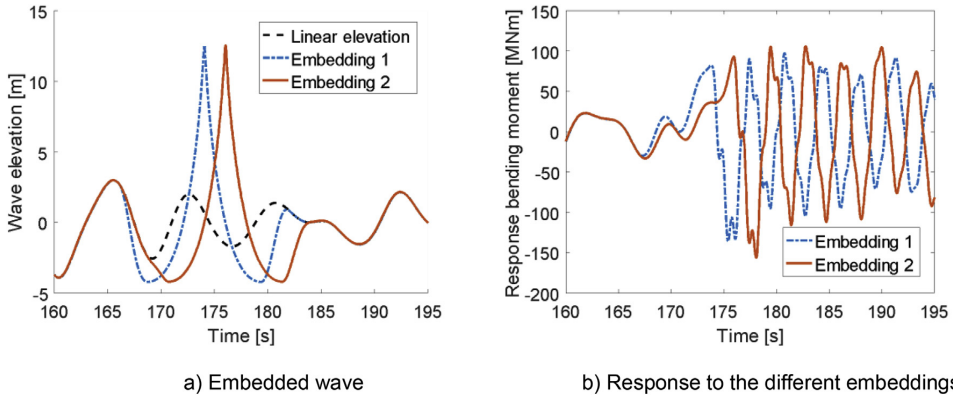 15
10
5
0
-5
Wave elevation [m]
Linear elevation
Embedding 1
Embedding 2
160 165 170 175 180 185 190 195
Time [s]
a) Embedded wave
150
100
50
0
-50
-100
-150
-200
Response bending moment [MNm]
Embedding 1
Embedding 2
160 165 170 175 180 185 190 195
Time [s]
b) Response to the different embeddings